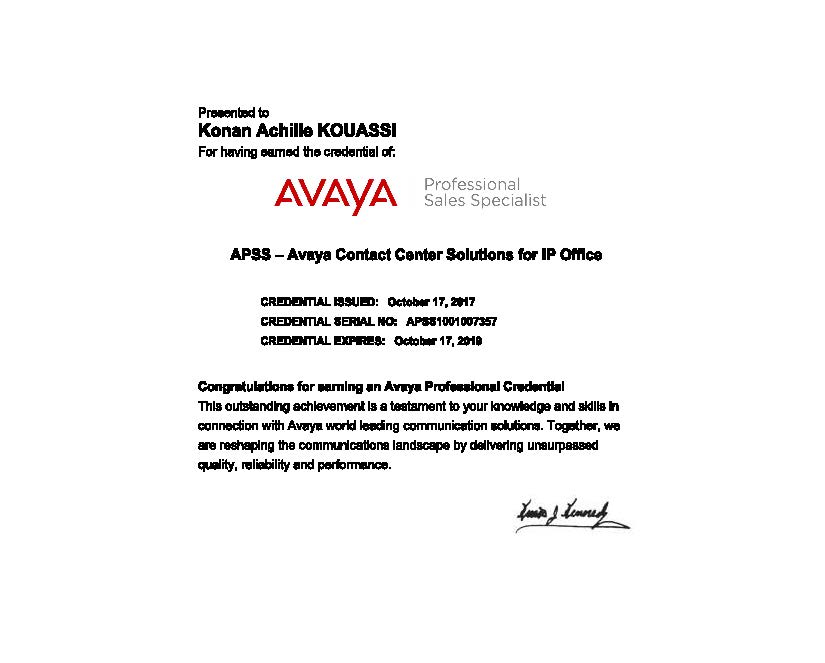 Presented to
Konan Achille KOUASSI
For having earned the credential of:
AVAYA
Professional
Sales Specialist
APSS – Avaya Contact Center Solutions for IP Office
CREDENTIAL ISSUED: October 17, 2017
CREDENTIAL SERIAL NO: APSS1001007357
CREDENTIAL EXPIRES: October 17, 2019
Congratulations for earning an Avaya Professional Credential
This outstanding achievement is a testament to your knowledge and skills in
connection with Avaya world leading communication solutions. Together, we
are reshaping the communications landscape by delivering unsurpassed
quality, reliability and performance.
J Kennedy